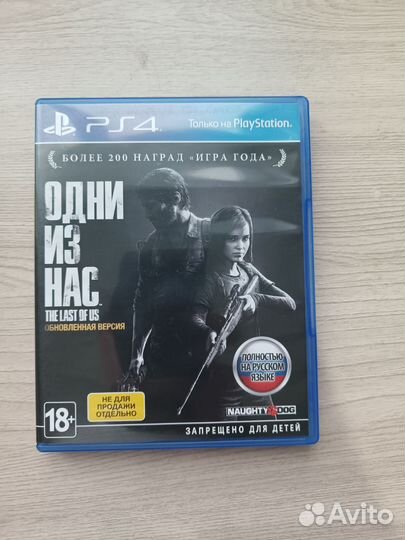 PS4
Только на PlayStation.
БОЛЕЕ 200 НАГРАД «ИГРА ГОДА»
ОДНИ
ИЗ
НАС
THE LAST OF US
ОБНОВЛЕННАЯ ВЕРСИЯ
ПОЛНОСТЬЮ
НА РУССКОМ
ЯЗЫКЕ
НЕ ДЛЯ
ПРОДАЖИ
ОТДЕЛЬНО
18+
NAUGHTY DOG
ЗАПРЕЩЕНО ДЛЯ ДЕТЕЙ
Avito